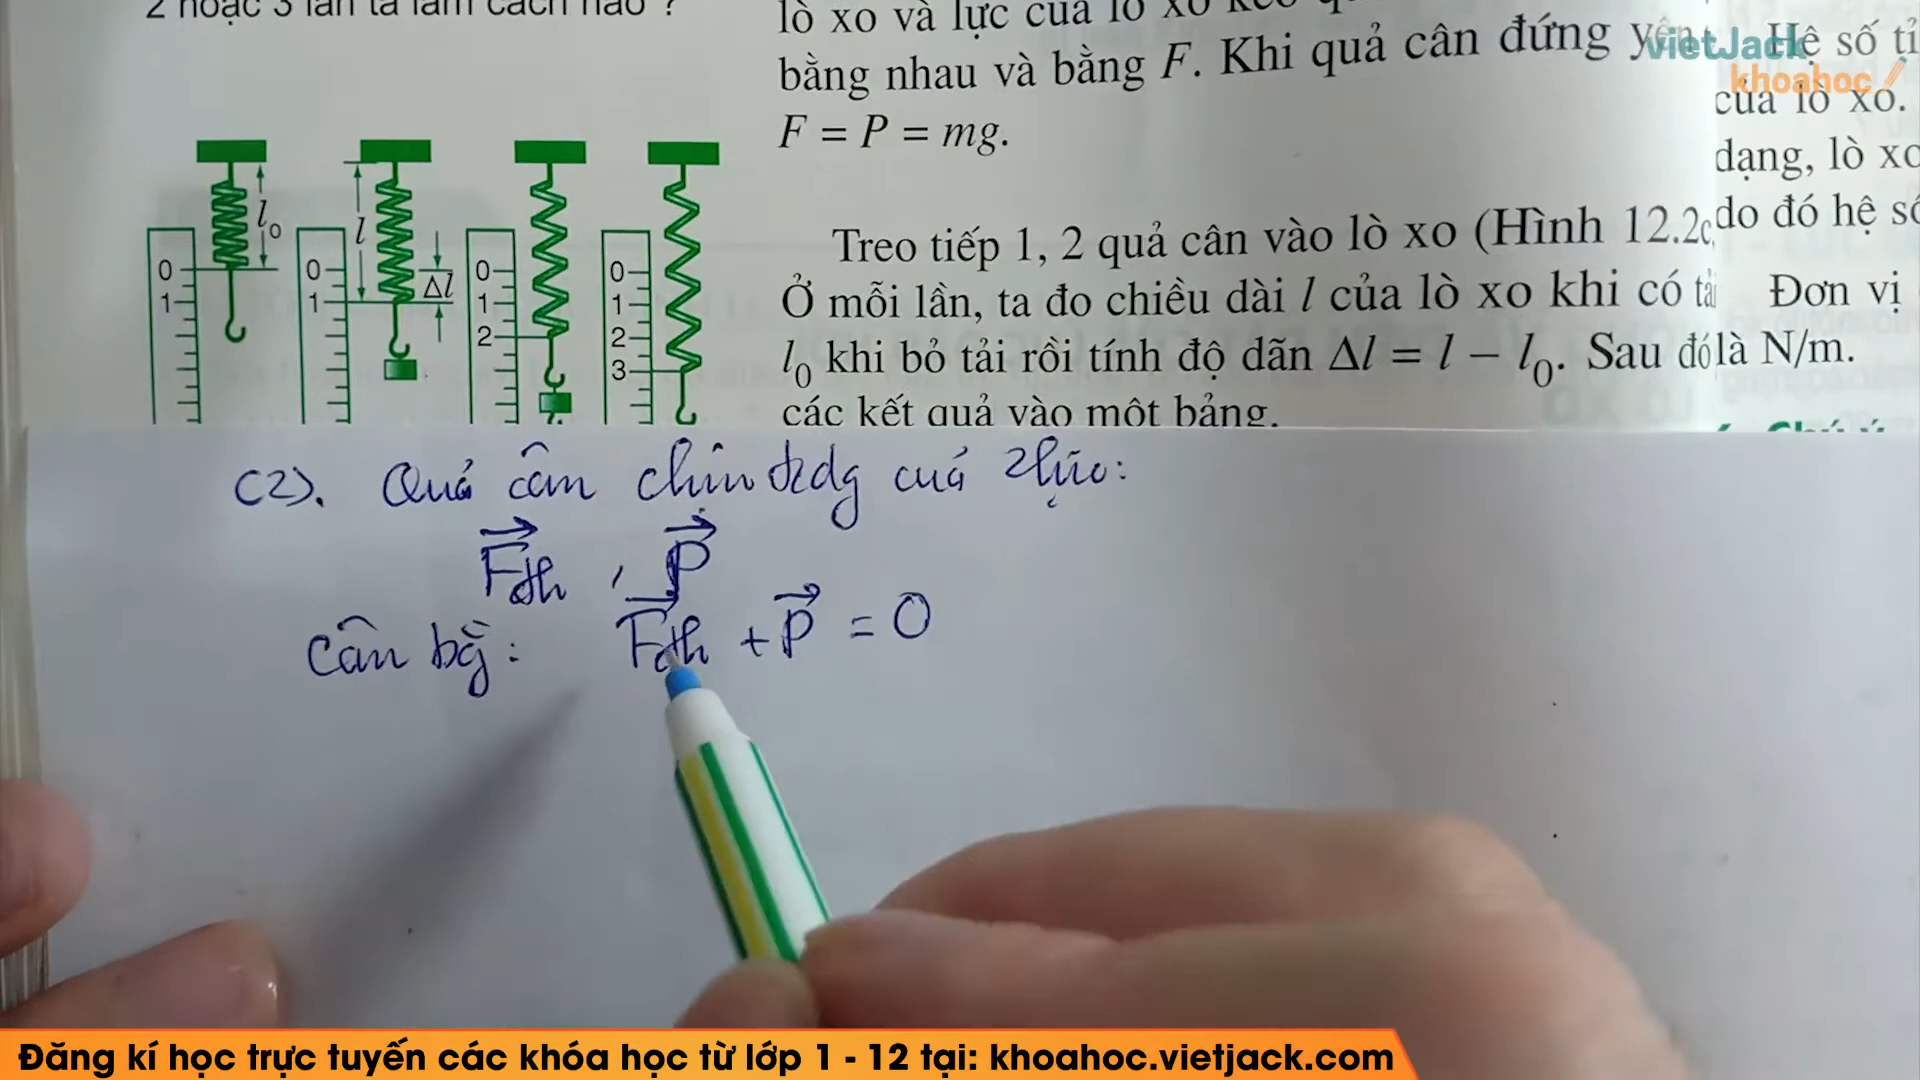 2 hoặc 3 lần ta làm cách nào ?
lò xo và lực của lò xo kéo
bằng nhau và bằng F. Khi quả cân đứng yên
F = P = mg.
Treo tiếp 1, 2 quả cân vào lò xo (Hình 12.2c,
Ở mỗi lần, ta đo chiều dài l của lò xo khi có tải
l₀ khi bỏ tải rồi tính độ dãn Δl = l – l₀. Sau đó
các kết quả vào một bảng.
Hệ số tỉ
của lò xo.
dạng, lò xo
do đó hệ số
Đơn vị
là N/m.
Chú ý
vietJack
khoahoc
l₀
l
Δl
0
1
0
1
0
1
2
0
1
2
3
C2). Quả cân chịu tdg của 2 lực:
F⃗đh , P⃗
Cân bg̀: F⃗đh + P⃗ = 0
Đăng kí học trực tuyến các khóa học từ lớp 1 - 12 tại: khoahoc.vietjack.com